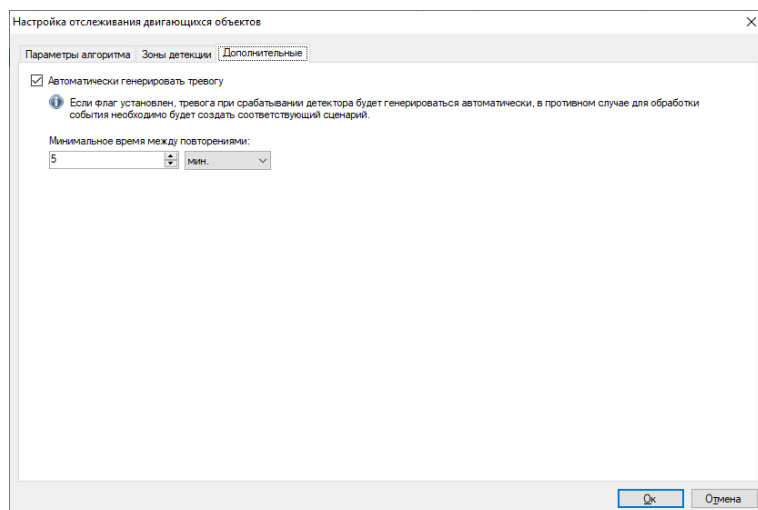 Настройка отслеживания двигающихся объектов
Параметры алгоритма Зоны детекции Дополнительные
Автоматически генерировать тревогу
Если флаг установлен, тревога при срабатывании детектора будет генерироваться автоматически, в противном случае для обработки
события необходимо будет создать соответствующий сценарий.
Минимальное время между повторениями:
5 мин.
Ок Отмена